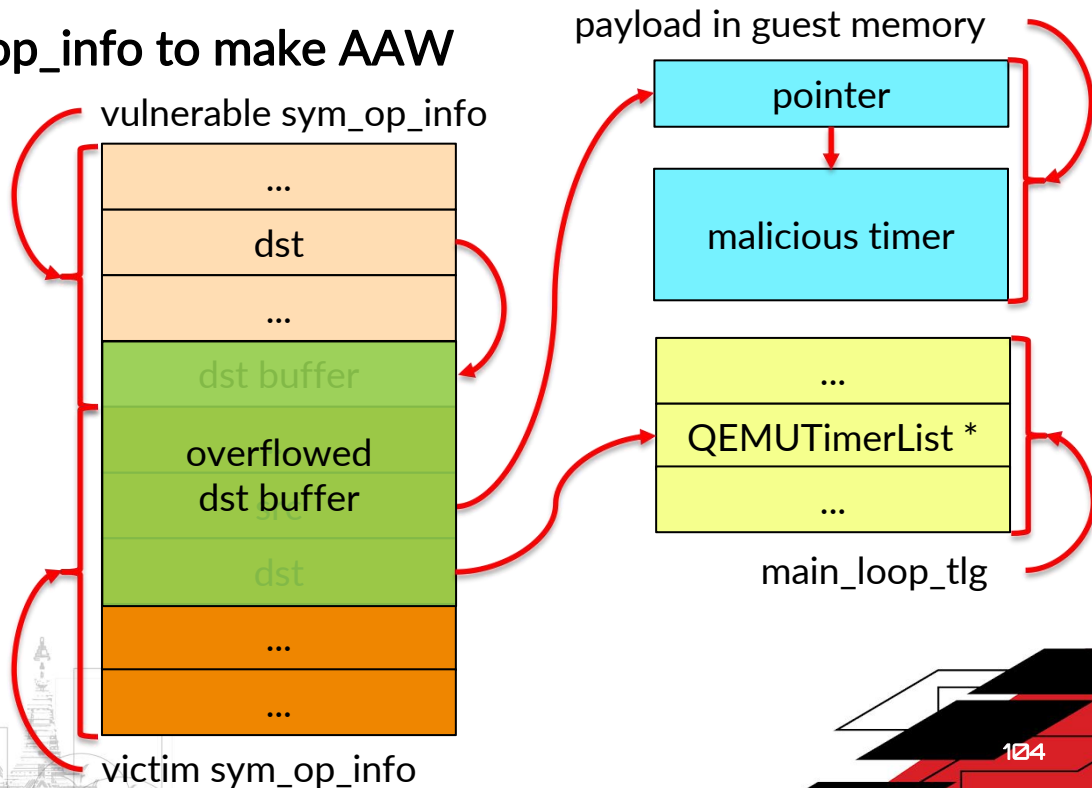 op_info to make AAW
payload in guest memory
vulnerable sym_op_info
...
dst
...
dst buffer
overflowed
dst buffer
src
dst
...
...
victim sym_op_info
pointer
malicious timer
...
QEMUTimerList *
...
main_loop_tlg
104